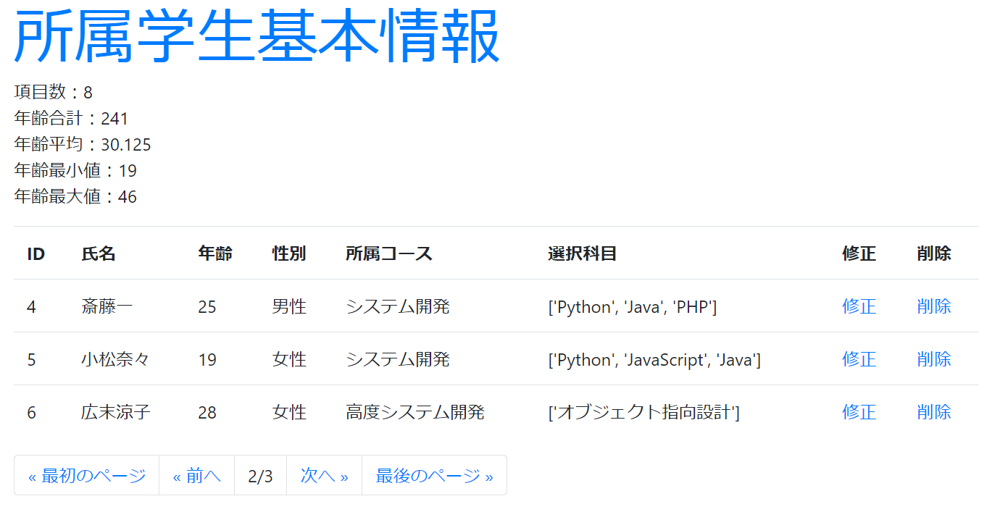 所属学生基本情報
項目数：8
年齢合計：241
年齢平均：30.125
年齢最小値：19
年齢最大値：46
ID 氏名 年齢 性別 所属コース 選択科目 修正 削除
4 斎藤一 25 男性 システム開発 ['Python', 'Java', 'PHP'] 修正 削除
5 小松奈々 19 女性 システム開発 ['Python', 'JavaScript', 'Java'] 修正 削除
6 広末涼子 28 女性 高度システム開発 ['オブジェクト指向設計'] 修正 削除
« 最初のページ « 前へ 2/3 次へ » 最後のページ »